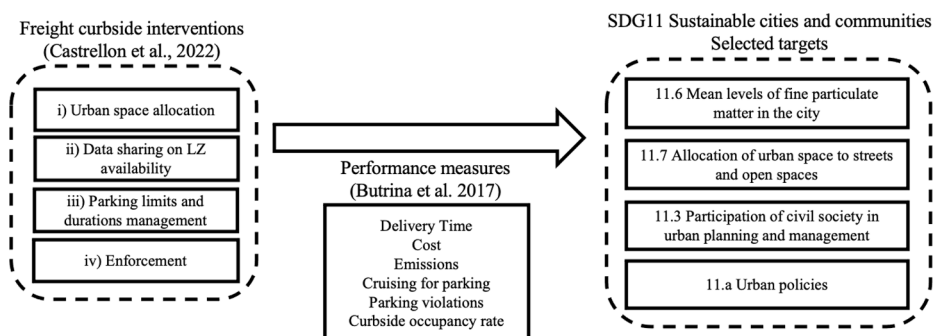 Freight curbside interventions
(Castrellon et al., 2022)
i) Urban space allocation
ii) Data sharing on LZ
availability
iii) Parking limits and
durations management
iv) Enforcement
Performance measures
(Butrina et al. 2017)
Delivery Time
Cost
Emissions
Cruising for parking
Parking violations
Curbside occupancy rate
SDG11 Sustainable cities and communities
Selected targets
11.6 Mean levels of fine particulate
matter in the city
11.7 Allocation of urban space to streets
and open spaces
11.3 Participation of civil society in
urban planning and management
11.a Urban policies